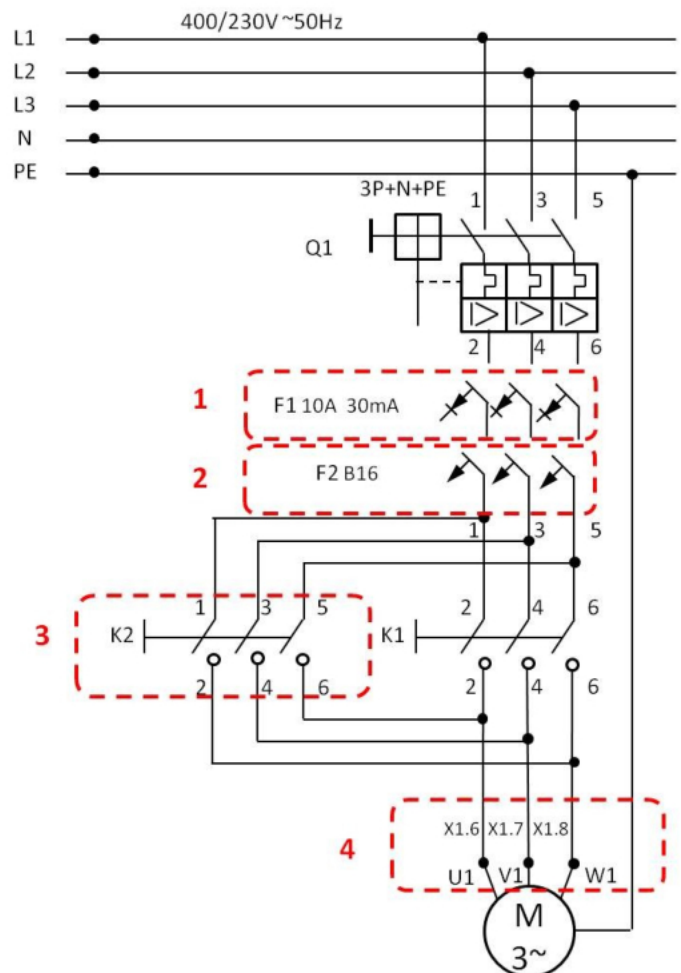 400/230V ~50Hz
L1
L2
L3
N
PE
3P+N+PE
1 3 5
Q1
2 4 6
1
F1 10A 30mA
2
F2 B16
1 3 5
1 3 5 2 4 6
3
K2 K1
2 4 6 2 4 6
X1.6 X1.7 X1.8
4
U1 V1 W1
M
3~